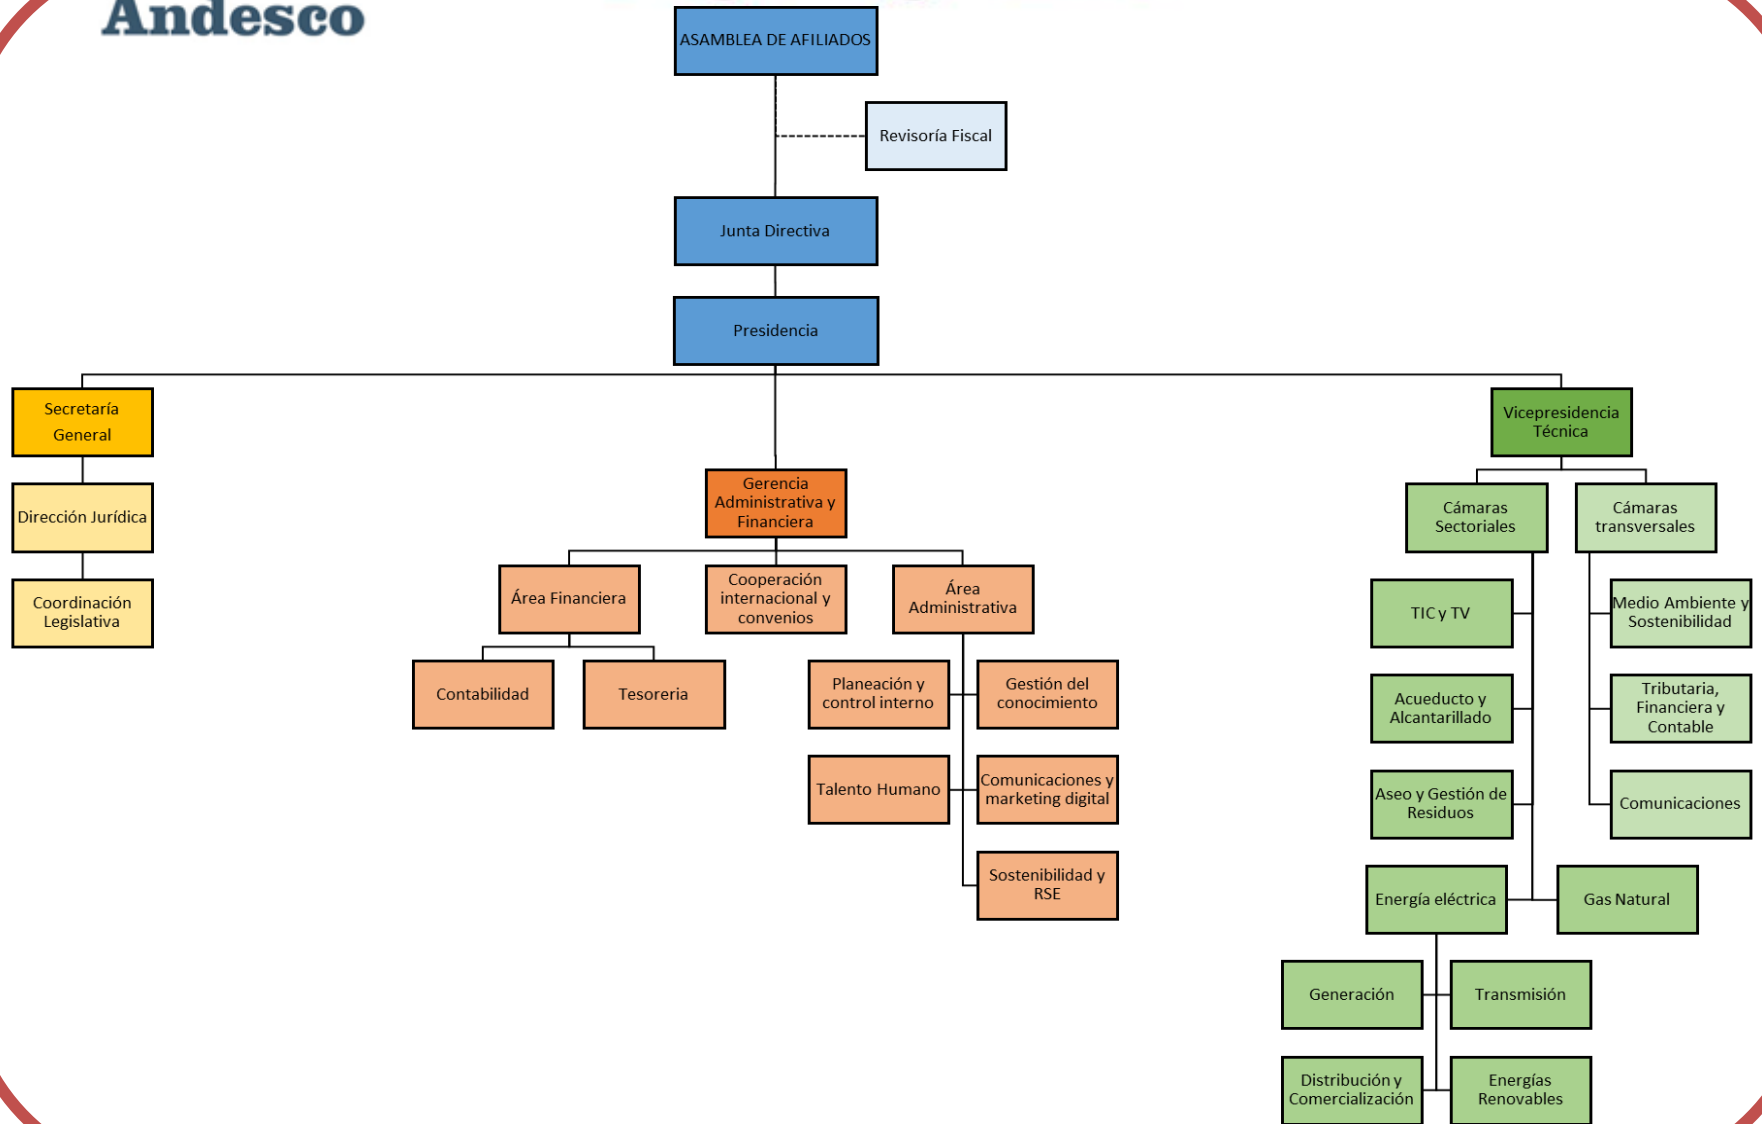 Andesco
ASAMBLEA DE AFILIADOS
Revisoría Fiscal
Junta Directiva
Presidencia
Secretaría
General
Dirección Jurídica
Coordinación
Legislativa
Gerencia
Administrativa y
Financiera
Área Financiera
Contabilidad
Tesoreria
Cooperación
internacional y
convenios
Área
Administrativa
Planeación y
control interno
Gestión del
conocimiento
Talento Humano
Comunicaciones y
marketing digital
Sostenibilidad y
RSE
Vicepresidencia
Técnica
Cámaras
Sectoriales
TIC y TV
Acueducto y
Alcantarillado
Aseo y Gestión de
Residuos
Energía eléctrica
Gas Natural
Generación
Transmisión
Distribución y
Comercialización
Energías
Renovables
Cámaras
transversales
Medio Ambiente y
Sostenibilidad
Tributaria,
Financiera y
Contable
Comunicaciones